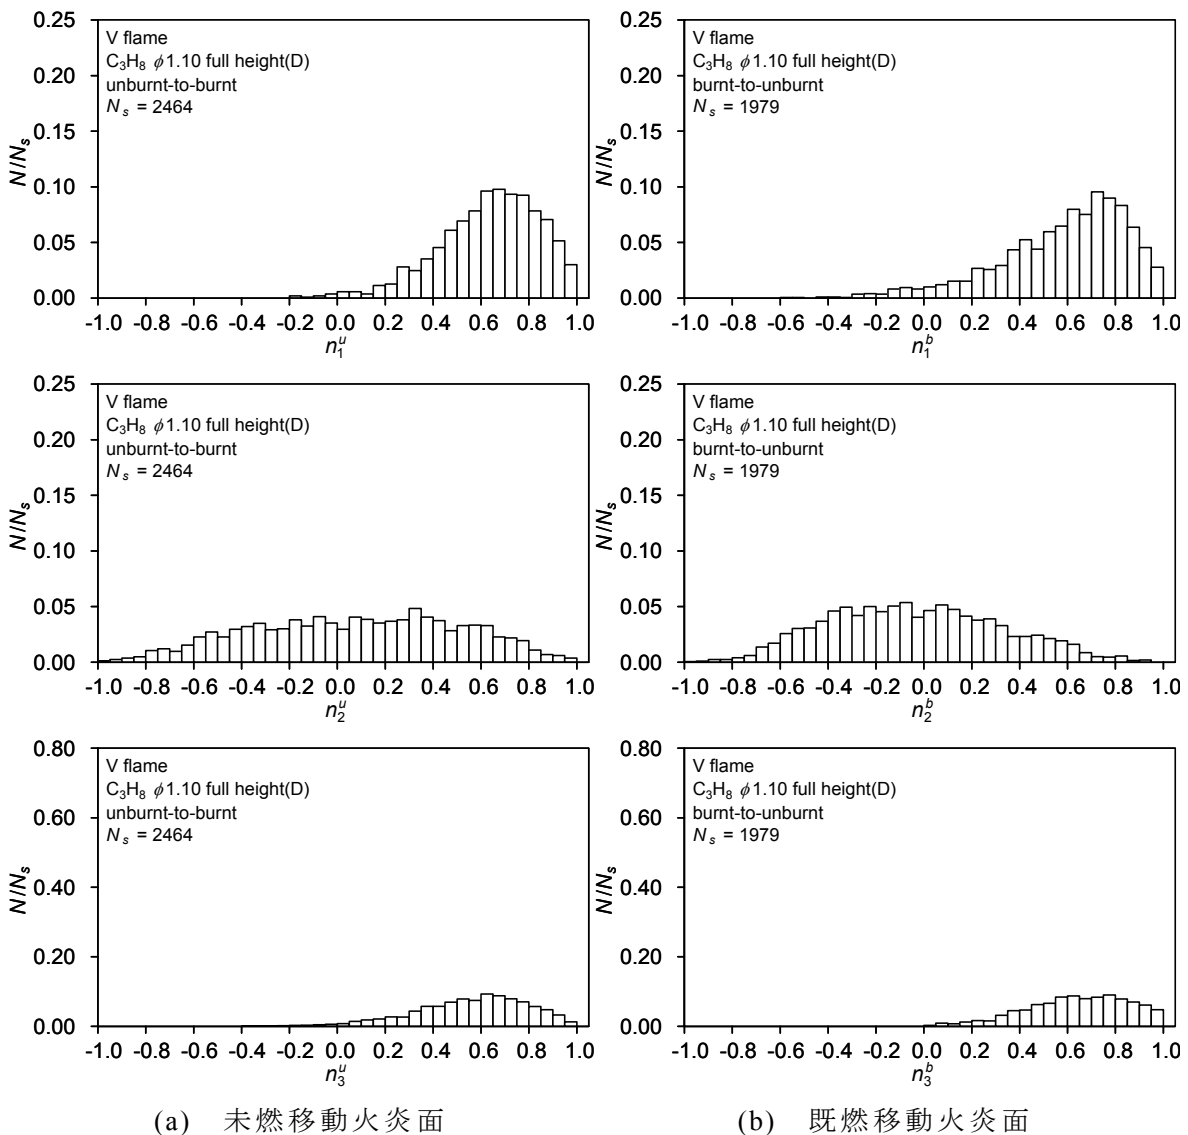 V flame
C₃H₈ ϕ1.10 full height(D)
unburnt-to-burnt
Nₛ = 2464
N/Nₛ
0.25
0.20
0.15
0.10
0.05
0.00
-1.0 -0.8 -0.6 -0.4 -0.2 0.0 0.2 0.4 0.6 0.8 1.0
n₁ᵘ
V flame
C₃H₈ ϕ1.10 full height(D)
burnt-to-unburnt
Nₛ = 1979
N/Nₛ
0.25
0.20
0.15
0.10
0.05
0.00
-1.0 -0.8 -0.6 -0.4 -0.2 0.0 0.2 0.4 0.6 0.8 1.0
n₁ᵇ
V flame
C₃H₈ ϕ1.10 full height(D)
unburnt-to-burnt
Nₛ = 2464
N/Nₛ
0.25
0.20
0.15
0.10
0.05
0.00
-1.0 -0.8 -0.6 -0.4 -0.2 0.0 0.2 0.4 0.6 0.8 1.0
n₂ᵘ
V flame
C₃H₈ ϕ1.10 full height(D)
burnt-to-unburnt
Nₛ = 1979
N/Nₛ
0.25
0.20
0.15
0.10
0.05
0.00
-1.0 -0.8 -0.6 -0.4 -0.2 0.0 0.2 0.4 0.6 0.8 1.0
n₂ᵇ
V flame
C₃H₈ ϕ1.10 full height(D)
unburnt-to-burnt
Nₛ = 2464
N/Nₛ
0.80
0.60
0.40
0.20
0.00
-1.0 -0.8 -0.6 -0.4 -0.2 0.0 0.2 0.4 0.6 0.8 1.0
n₃ᵘ
V flame
C₃H₈ ϕ1.10 full height(D)
burnt-to-unburnt
Nₛ = 1979
N/Nₛ
0.80
0.60
0.40
0.20
0.00
-1.0 -0.8 -0.6 -0.4 -0.2 0.0 0.2 0.4 0.6 0.8 1.0
n₃ᵇ
(a) 未燃移動火炎面
(b) 既燃移動火炎面